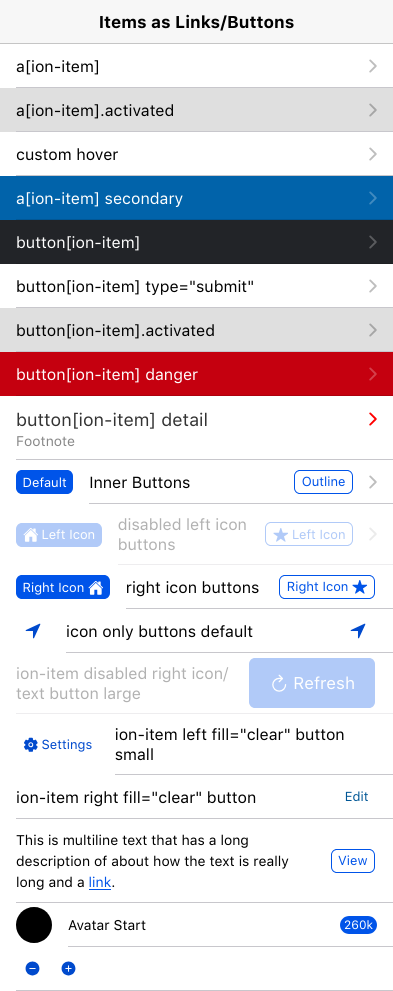 Items as Links/Buttons
a[ion-item]
a[ion-item].activated
custom hover
a[ion-item] secondary
button[ion-item]
button[ion-item] type="submit"
button[ion-item].activated
button[ion-item] danger
button[ion-item] detail
Footnote
Default Inner Buttons Outline
Left Icon disabled left icon buttons Left Icon
Right Icon right icon buttons Right Icon
icon only buttons default
ion-item disabled right icon/
text button large
Refresh
Settings
ion-item left fill="clear" button
small
ion-item right fill="clear" button Edit
This is multiline text that has a long
description of about how the text is really
long and a link.
View
Avatar Start 260k